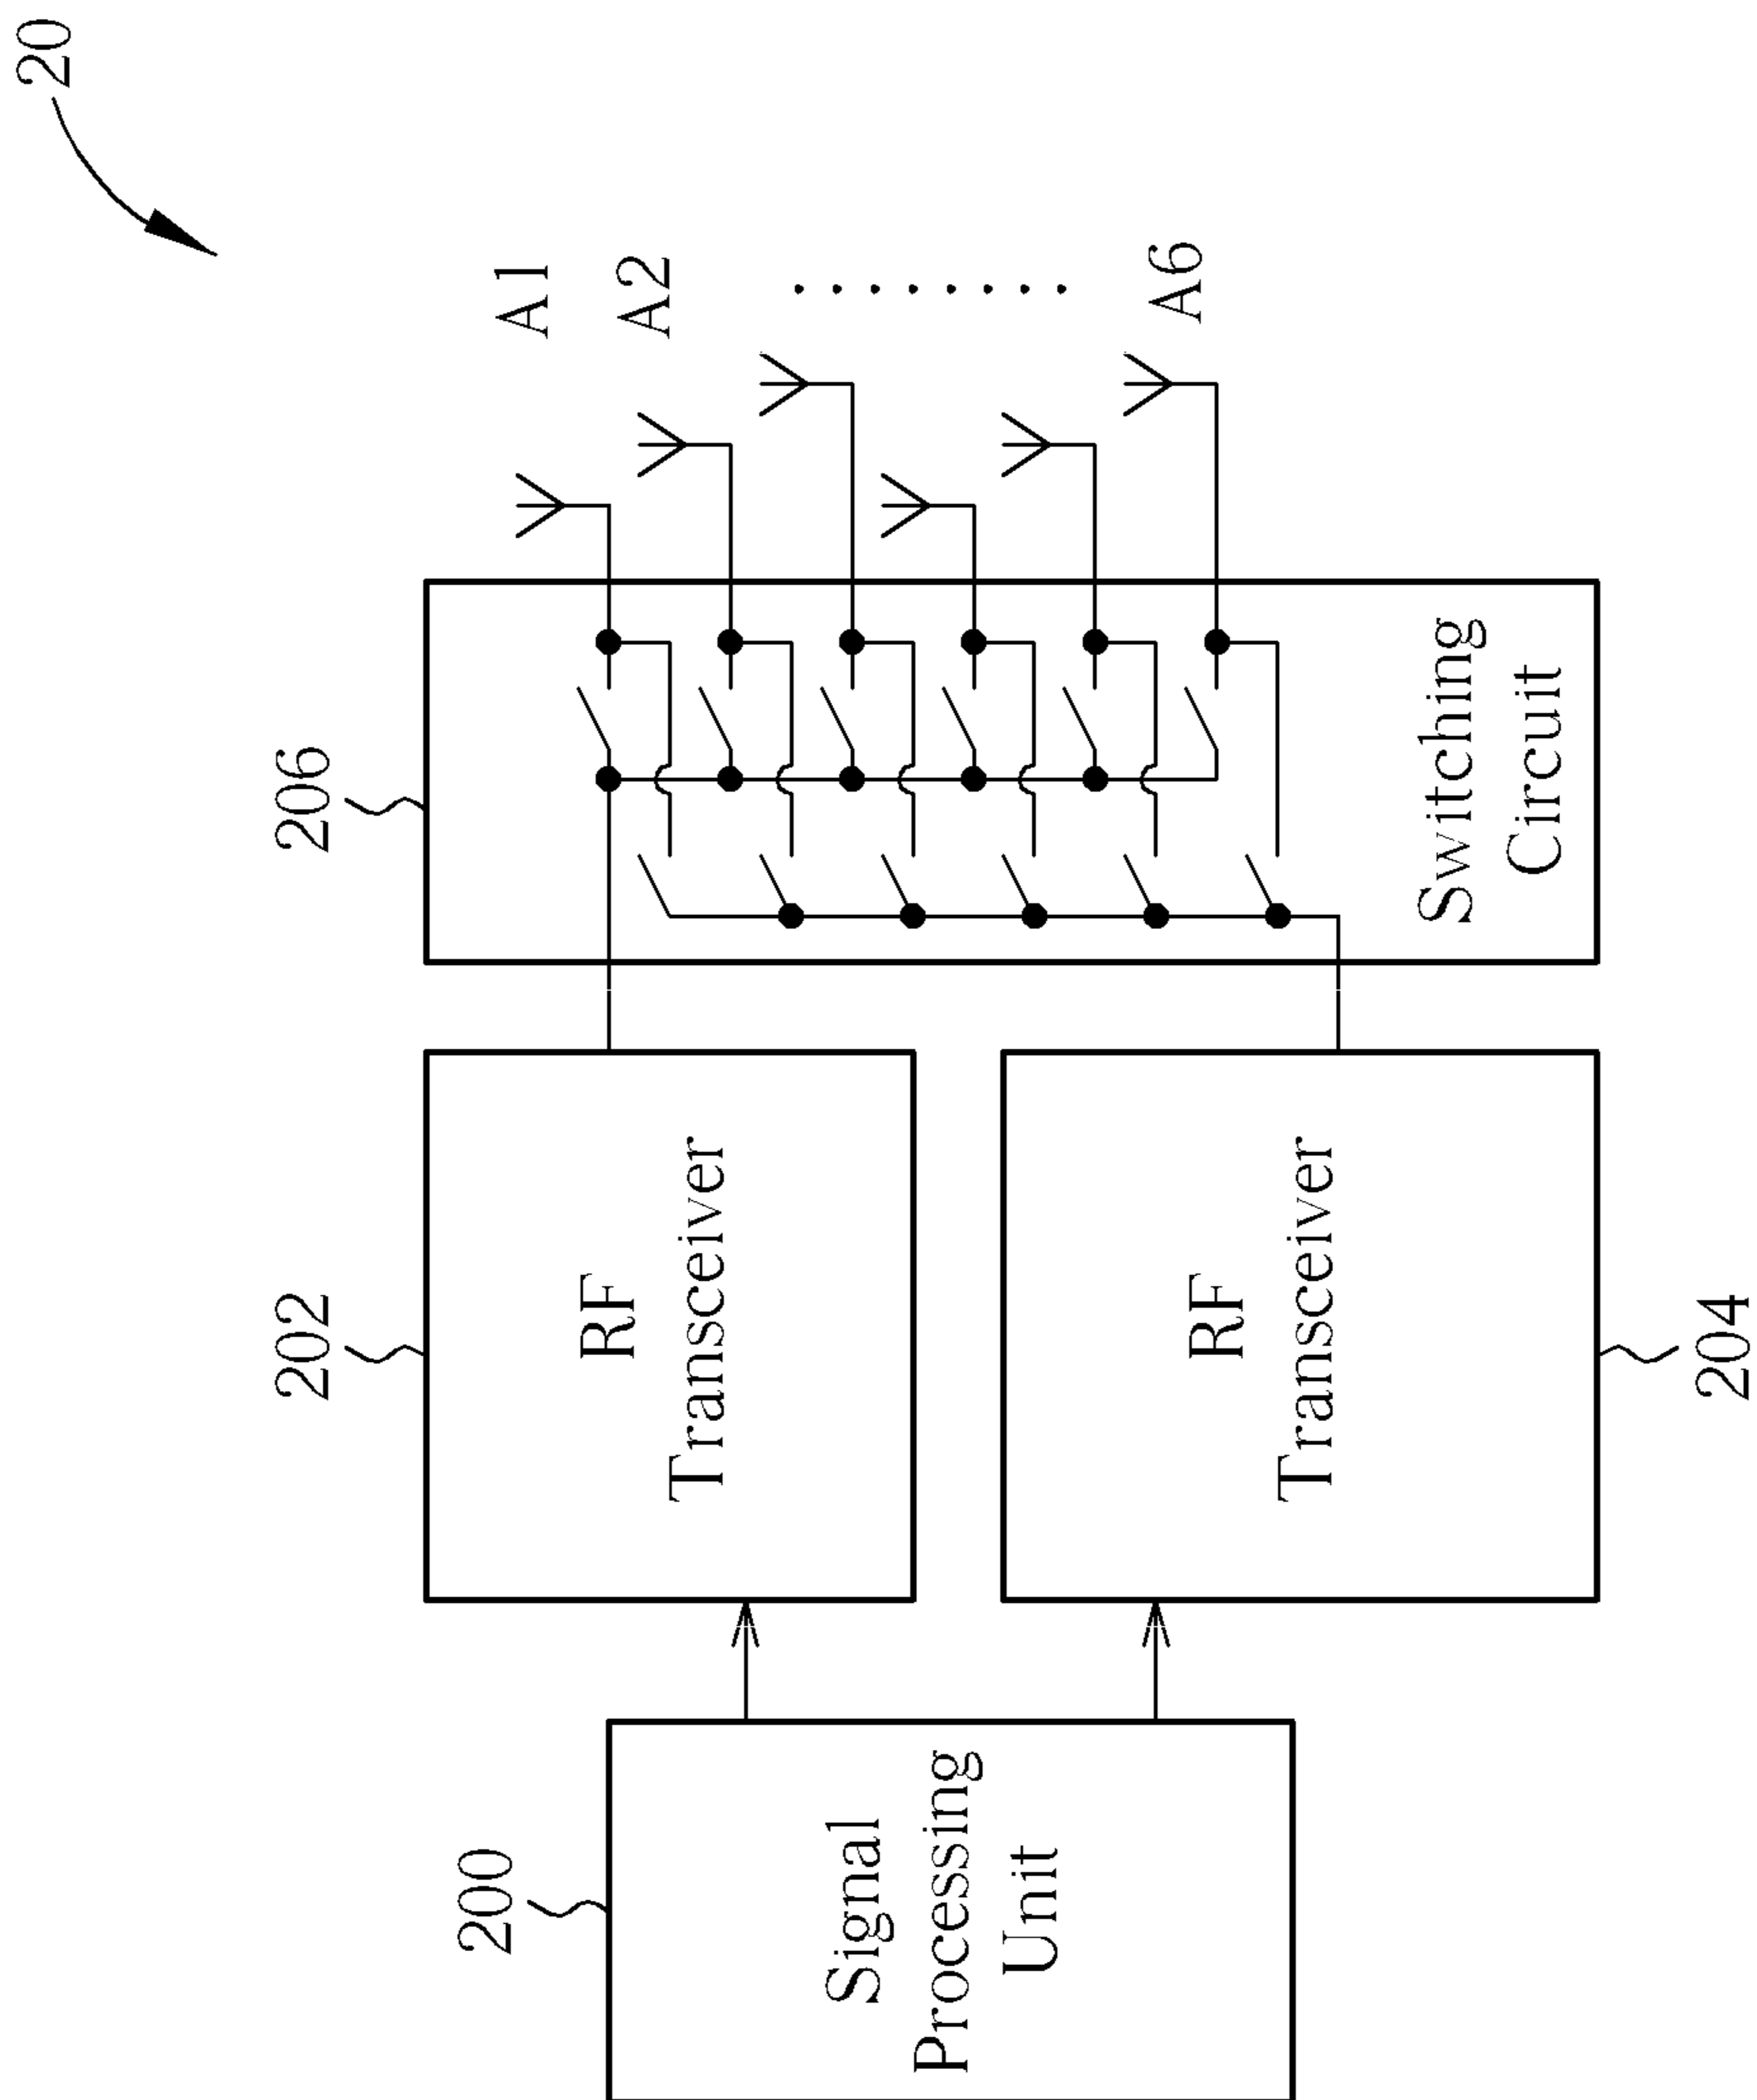 20
A1
A2
........
A6
206
Switching
Circuit
202
RF
Transceiver
RF
Transceiver
204
200
Signal
Processing
Unit